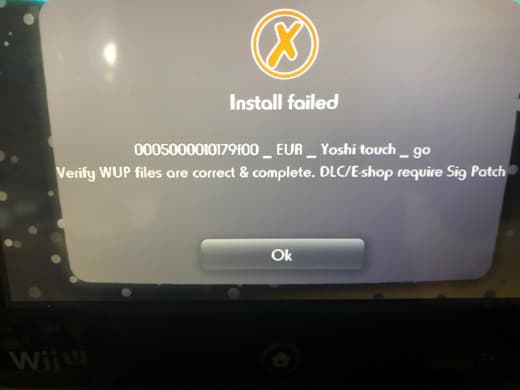 Install failed
0005000010179f00 _ EUR _ Yoshi touch _ go
Verify WUP files are correct & complete. DLC/E-shop require Sig Patch
Ok
Wii U